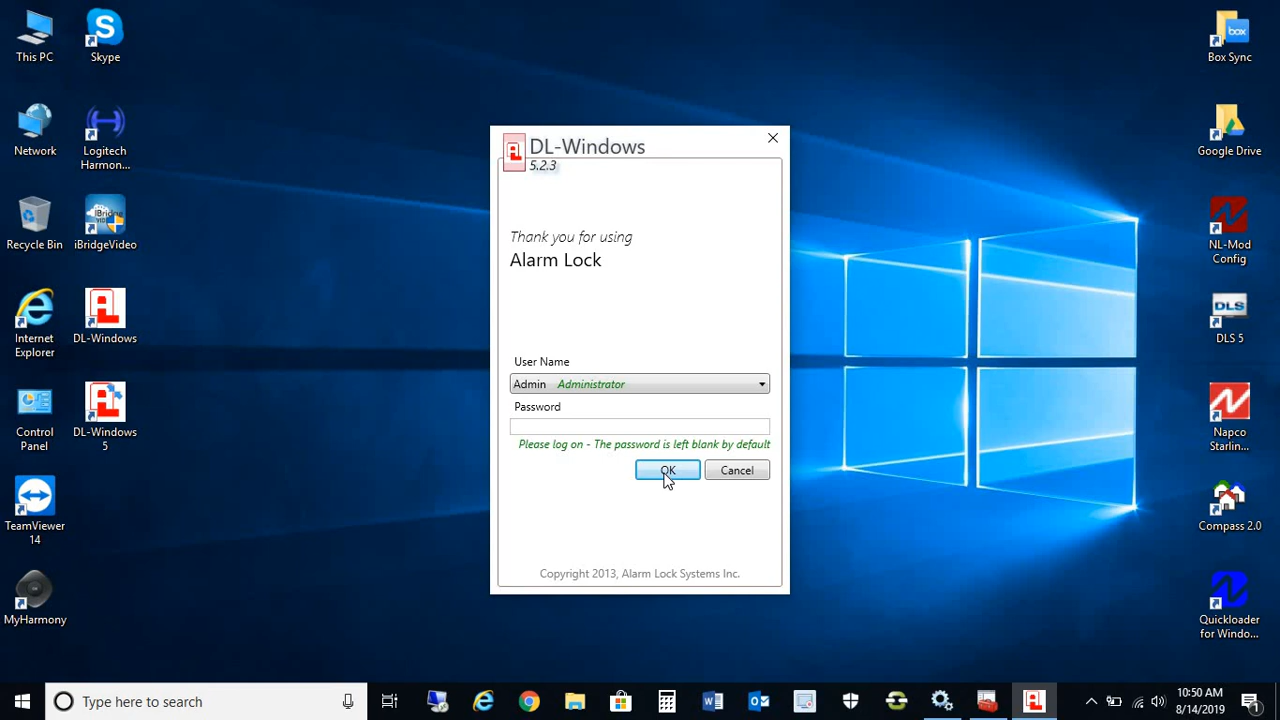 This PC
Skype
Network
Logitech
Harmon...
Recycle Bin
iBridgeVideo
Internet
Explorer
DL-Windows
Control
Panel
DL-Windows
5
TeamViewer
14
MyHarmony
DL-Windows
5.2.3
Thank you for using
Alarm Lock
User Name
Admin Administrator
Password
Please log on - The password is left blank by default
OK
Cancel
Copyright 2013, Alarm Lock Systems Inc.
box
Box Sync
Google Drive
NL-Mod
Config
DLS
DLS 5
Napco
Starlin...
Compass 2.0
Quickloader
for Windo...
Type here to search
10:50 AM
8/14/2019